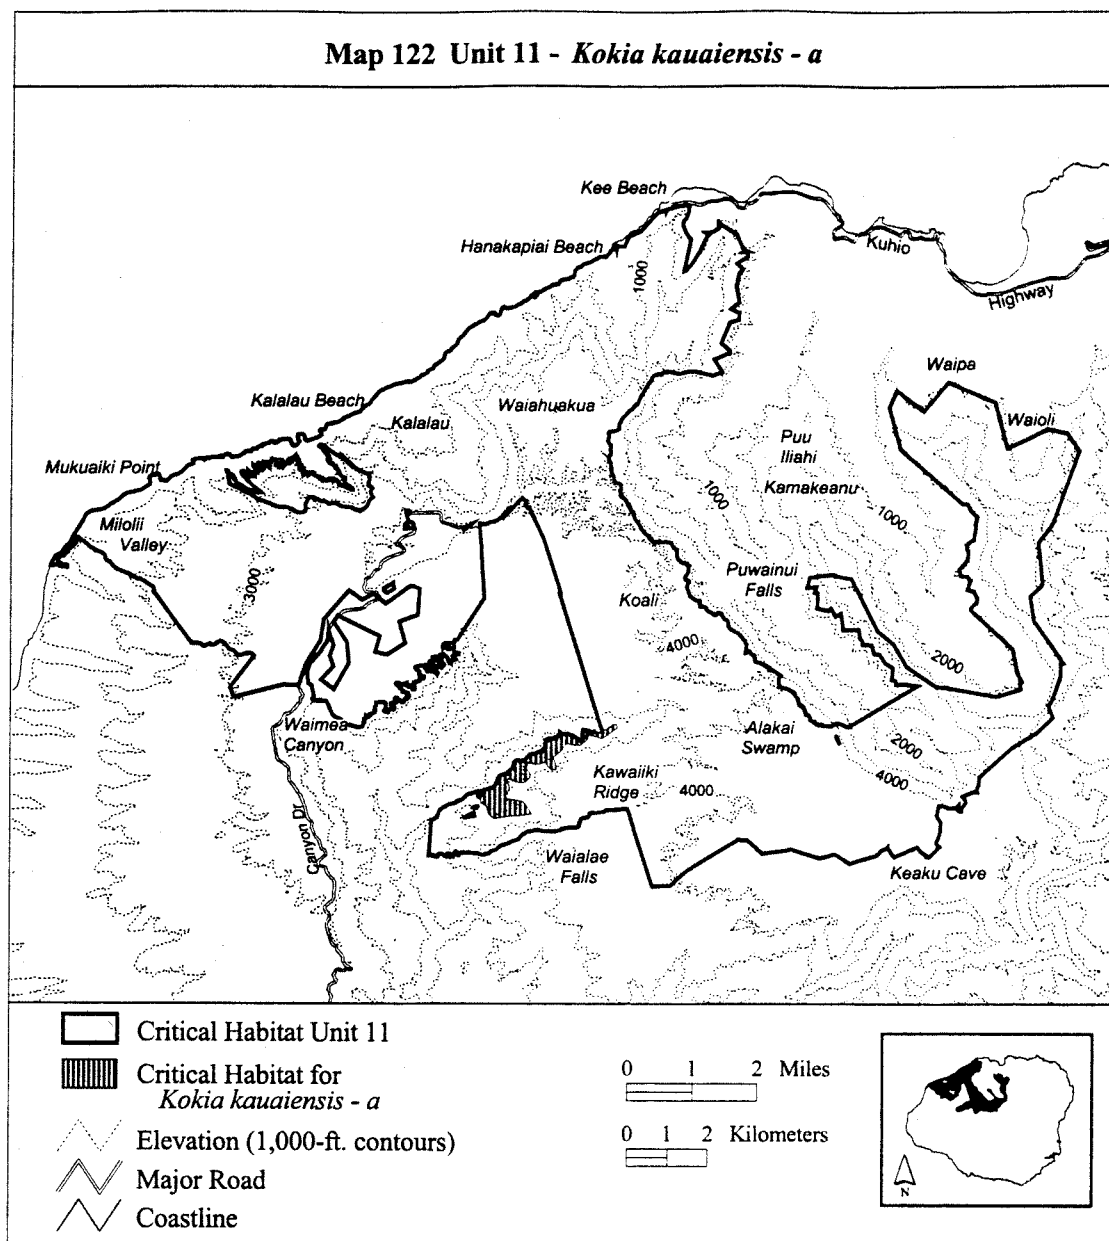 Map 122 Unit 11 - Kokia kauaiensis - a
Kee Beach
Hanakapiai Beach
Kuhio
Highway
1000
Waipa
Kalalau Beach
Waiahuakua
Kalalau
Waioli
Puu
Iliahi
Mukuaiki Point
Kamakeanu
1000
1000
Milolii
Valley
3000
Puwainui
Falls
Koali
4000
2000
Waimea
Canyon
Alakai
Swamp
2000
Kawaiiki
Ridge
4000
4000
Canyon Dr
Waialae
Falls
Keaku Cave
Critical Habitat Unit 11
Critical Habitat for
Kokia kauaiensis - a
Elevation (1,000-ft. contours)
Major Road
Coastline
0 1 2 Miles
0 1 2 Kilometers
N